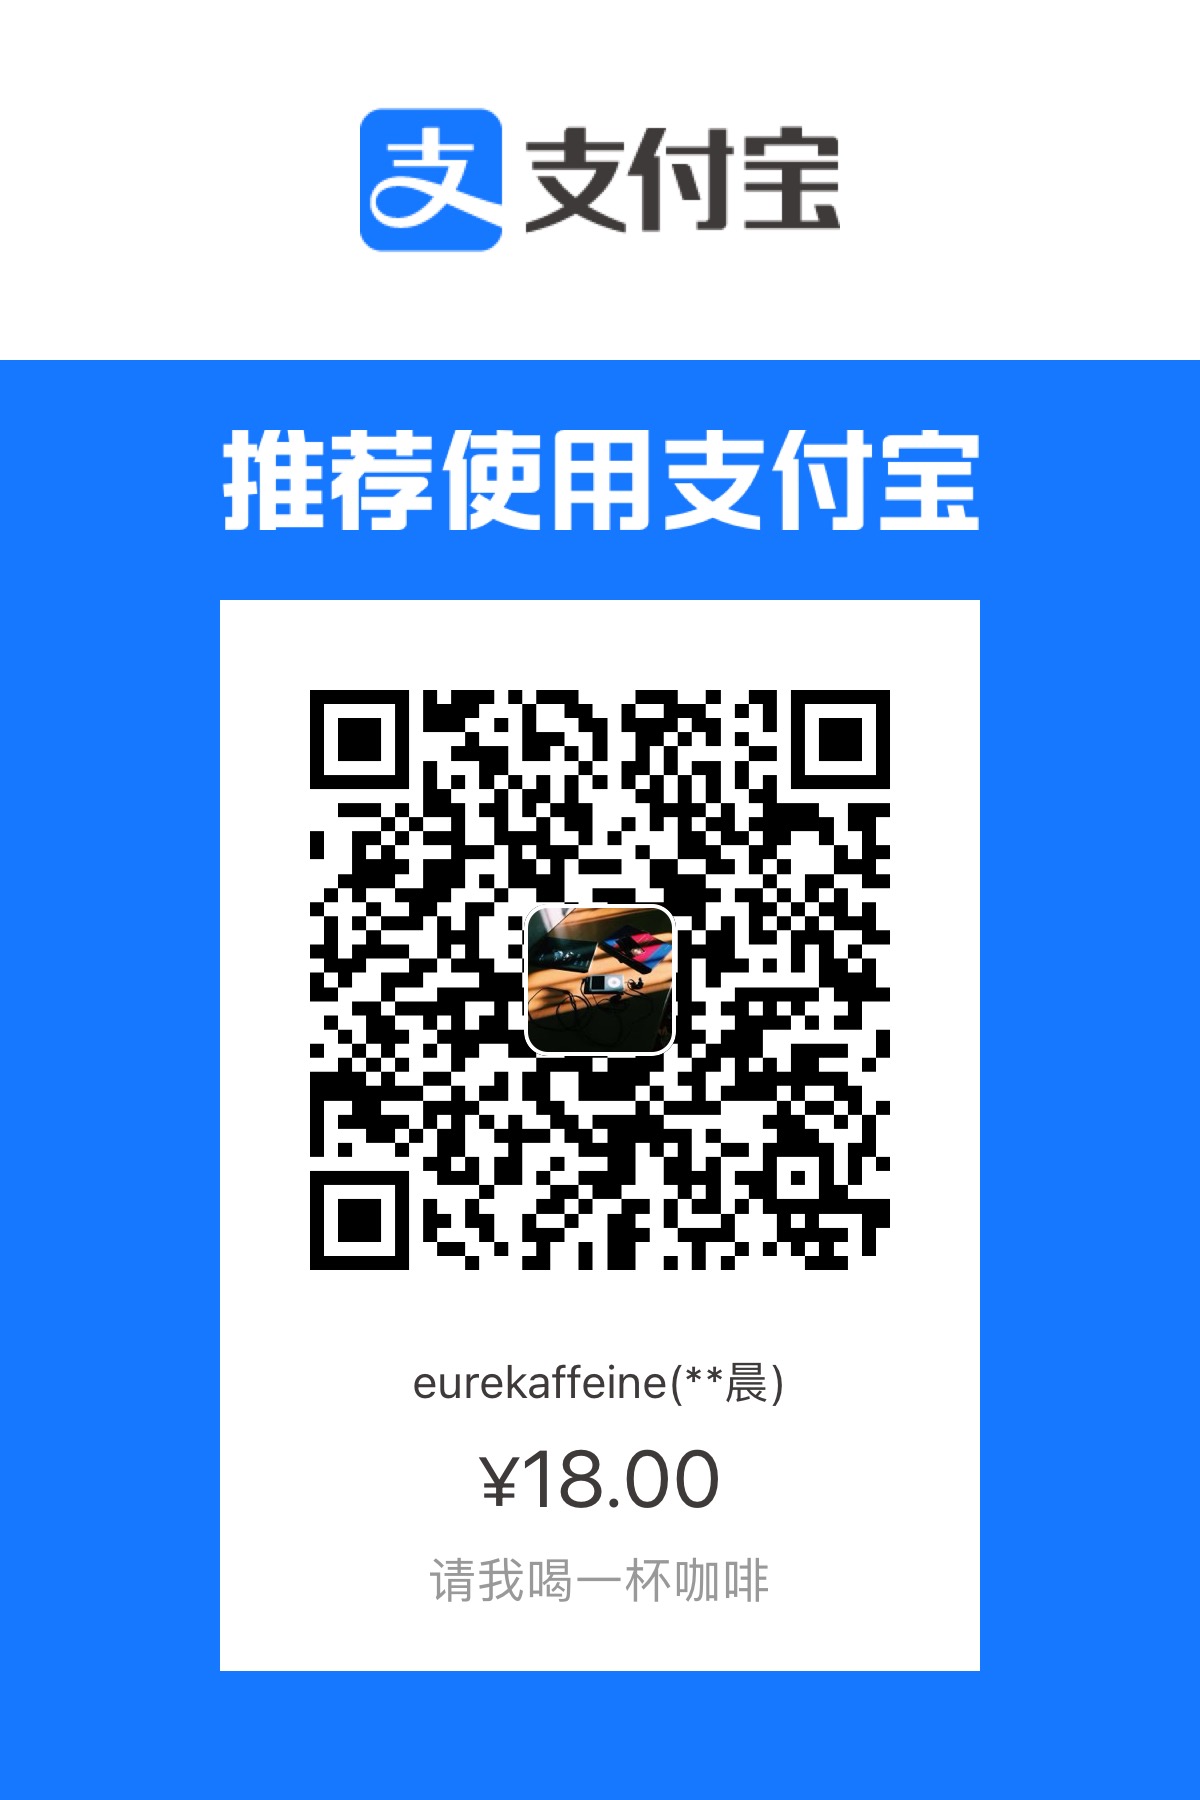 支 支付宝
推荐使用支付宝
eurekaffeine(**晨)
¥18.00
请我喝一杯咖啡